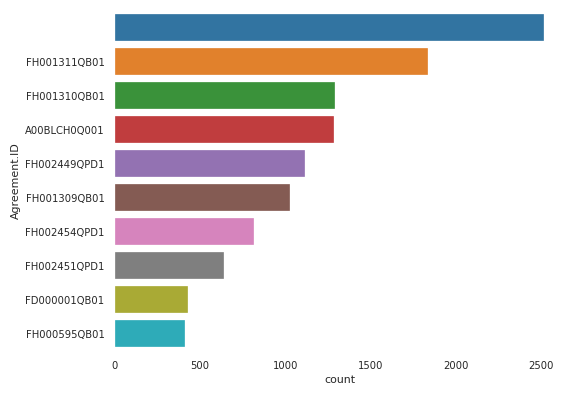 Agreement.ID
FH001311QB01
FH001310QB01
A00BLCH0Q001
FH002449QPD1
FH001309QB01
FH002454QPD1
FH002451QPD1
FD000001QB01
FH000595QB01
0 500 1000 1500 2000 2500
count